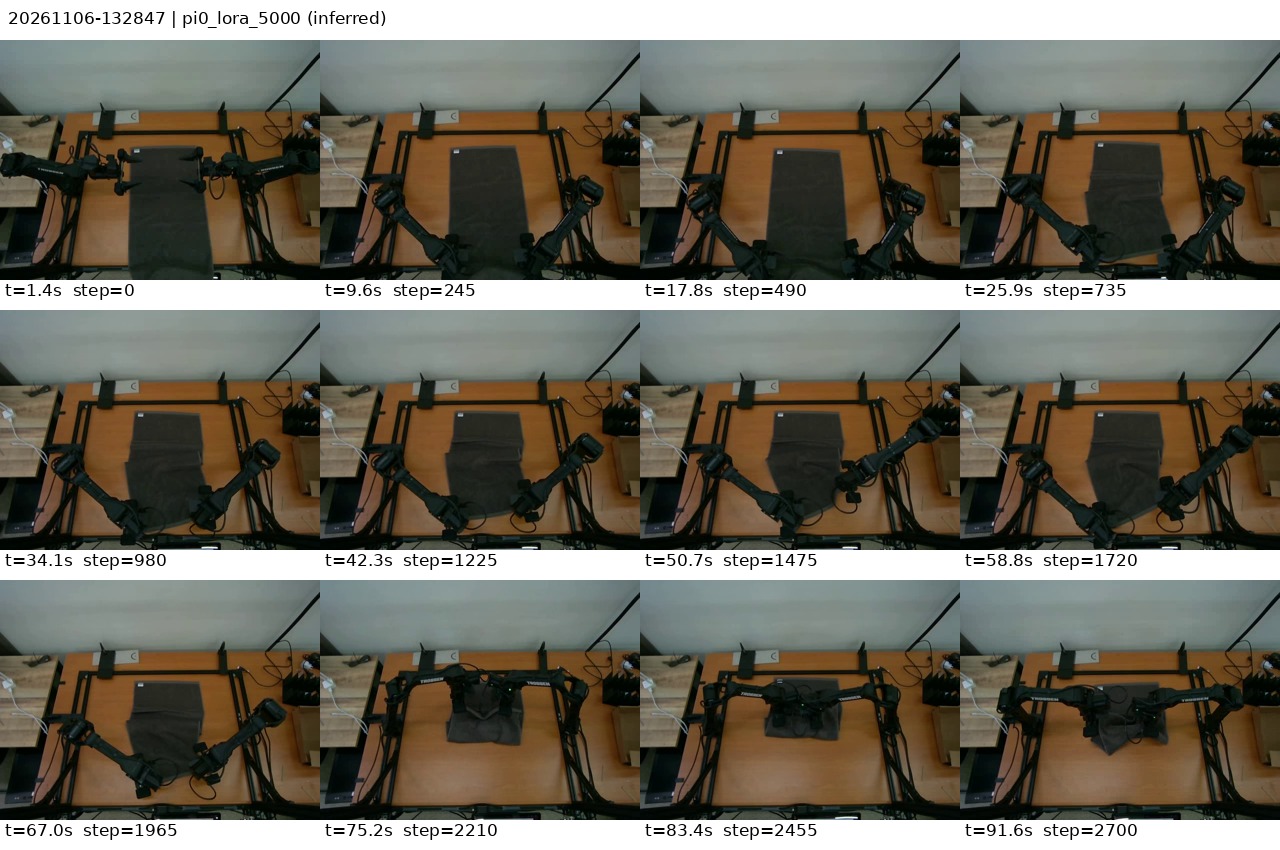 20261106-132847 | pi0_lora_5000 (inferred)
t=1.4s step=0
t=9.6s step=245
t=17.8s step=490
t=25.9s step=735
t=34.1s step=980
t=42.3s step=1225
t=50.7s step=1475
t=58.8s step=1720
t=67.0s step=1965
t=75.2s step=2210
t=83.4s step=2455
t=91.6s step=2700